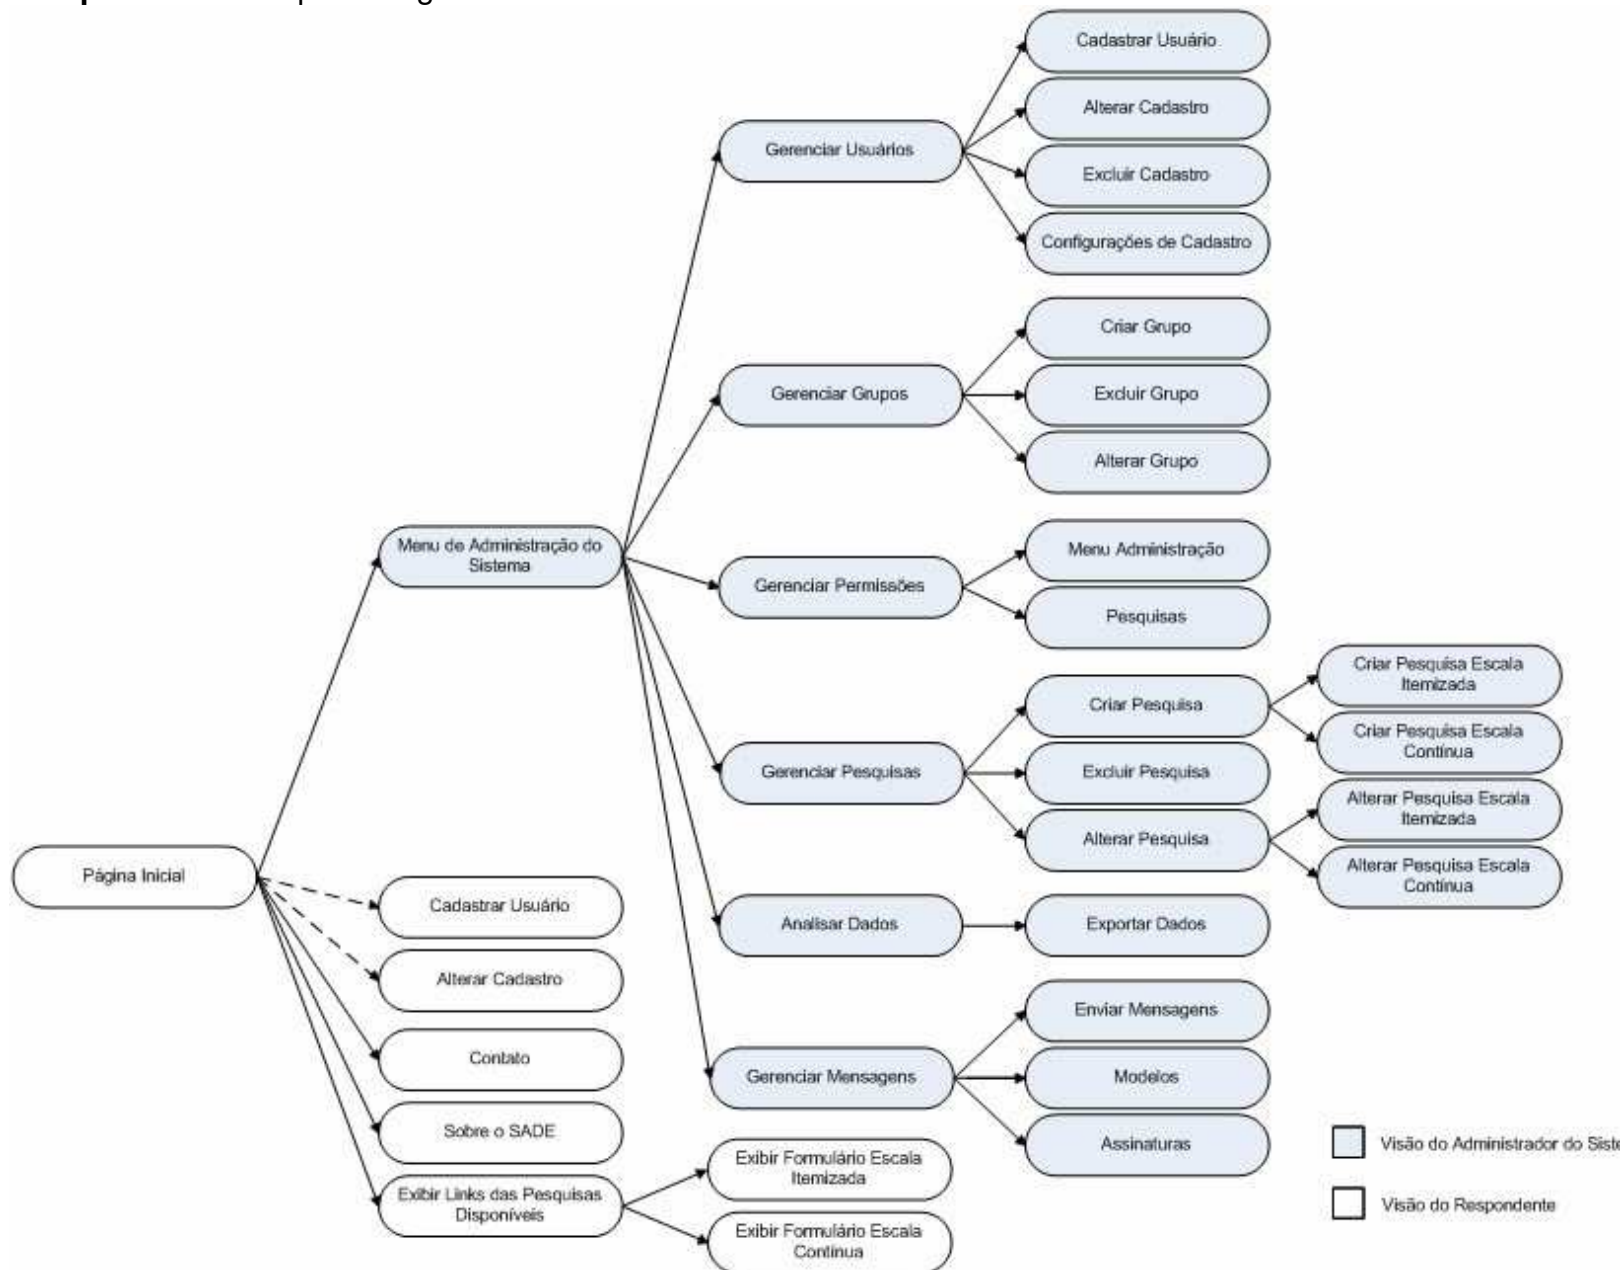 Cadastrar Usuário
Alterar Cadastro
Gerenciar Usuários
Excluir Cadastro
Configurações de Cadastro
Criar Grupo
Gerenciar Grupos
Excluir Grupo
Alterar Grupo
Menu de Administração do
Sistema
Menu Administração
Gerenciar Permissões
Pesquisas
Criar Pesquisa Escala
Itemizada
Criar Pesquisa
Criar Pesquisa Escala
Contínua
Gerenciar Pesquisas
Excluir Pesquisa
Alterar Pesquisa Escala
Itemizada
Alterar Pesquisa
Alterar Pesquisa Escala
Contínua
Página Inicial
Cadastrar Usuário
Analisar Dados
Exportar Dados
Alterar Cadastro
Enviar Mensagens
Contato
Gerenciar Mensagens
Modelos
Sobre o SADE
Assinaturas
Exibir Links das Pesquisas
Disponíveis
Exibir Formulário Escala
Itemizada
Exibir Formulário Escala
Contínua
Visão do Administrador do
Visão do Respondente